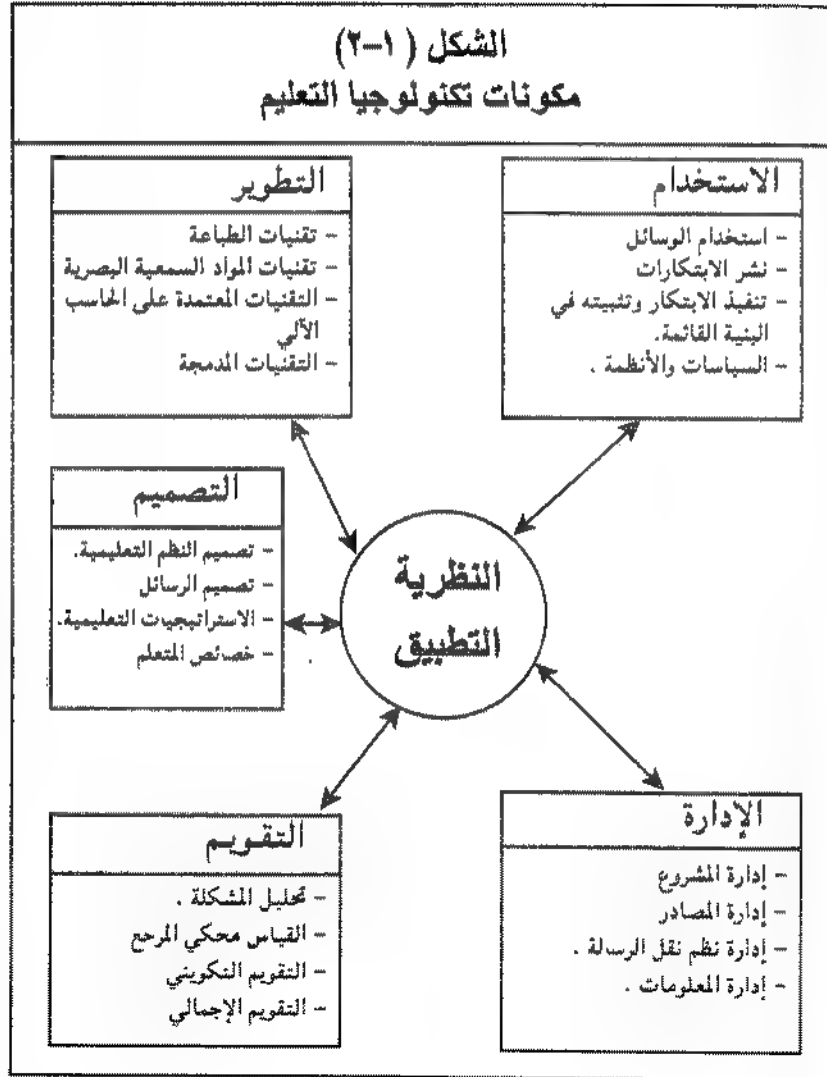 الشكل ( ١-٢)
مكونات تكنولوجيا التعليم
الاستخدام
- استخدام الوسائل
- نشر الابتكارات
- تنفيذ الابتكار وتثبيته في
البنية القائمة.
- السياسات والأنظمة .
التطوير
- تقنيات الطباعة
- تقنيات المواد السمعية البصرية
- التقنيات المعتمدة على الحاسب
الآلي
- التقنيات المدمجة
التصميم
- تصميم النظم التعليمية.
- تصميم الرسائل
- الاستراتيجيات التعليمية.
- خصائص المتعلم
النظرية
التطبيق
الإدارة
- إدارة المشروع
- إدارة المصادر
- إدارة نظم نقل الرسالة .
- إدارة المعلومات .
التقويم
- تحليل المشكلة .
- القياس محكي المرجع
- التقويم التكويني
- التقويم الإجمالي